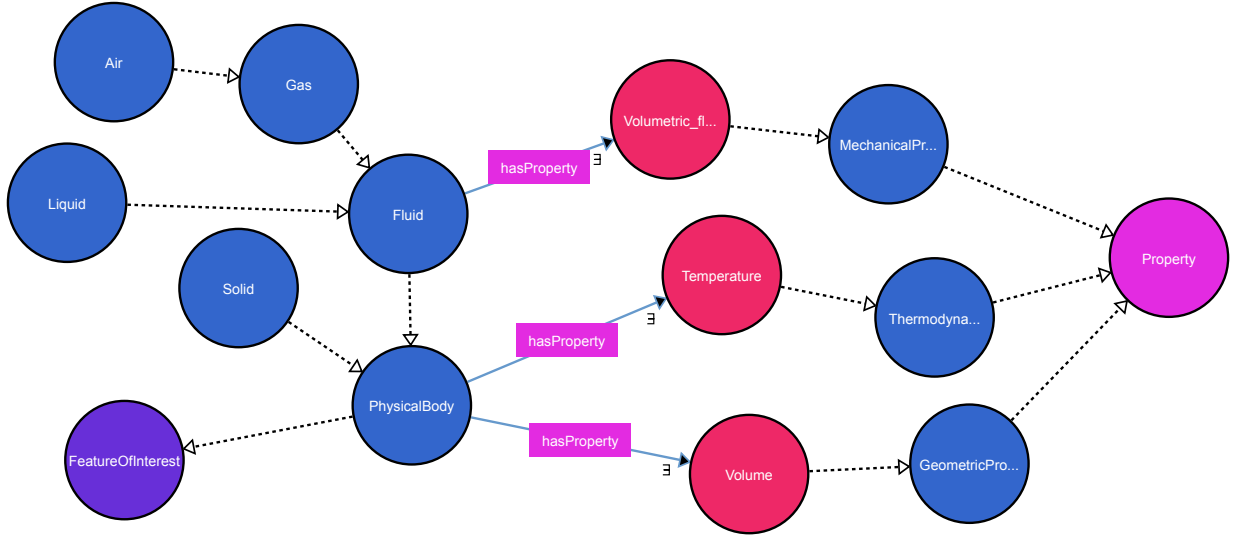 Air
Gas
Volumetric_fl...
MechanicalPr...
hasProperty
∃
Liquid
Fluid
Property
Solid
Temperature
Thermodyna...
∃
hasProperty
PhysicalBody
hasProperty
∃
FeatureOfInterest
Volume
GeometricPro...